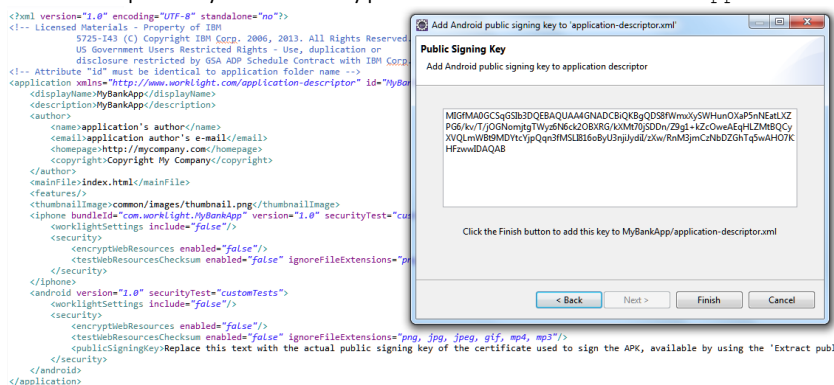 <?xml version="1.0" encoding="UTF-8" standalone="no"?>
<!-- Licensed Materials - Property of IBM
5725-I43 (C) Copyright IBM Corp. 2006, 2013. All Rights Reserved.
US Government Users Restricted Rights - Use, duplication or
disclosure restricted by GSA ADP Schedule Contract with IBM Corp.
<!-- Attribute "id" must be identical to application folder name -->
<application xmlns="http://www.worklight.com/application-descriptor" id="MyBan
<displayName>MyBankApp</displayName>
<description>MyBankApp</description>
<author>
<name>application's author</name>
<email>application author's e-mail</email>
<homepage>http://mycompany.com</homepage>
<copyright>Copyright My Company</copyright>
</author>
<mainFile>index.html</mainFile>
<features/>
<thumbnailImage>common/images/thumbnail.png</thumbnailImage>
<iphone bundleId="com.worklight.MyBankApp" version="1.0" securityTest="cus
<worklightSettings include="false"/>
<security>
<encryptWebResources enabled="false"/>
<testWebResourcesChecksum enabled="false" ignoreFileExtensions="pn
</security>
</iphone>
<android version="1.0" securityTest="customTests">
<worklightSettings include="false"/>
<security>
<encryptWebResources enabled="false"/>
<testWebResourcesChecksum enabled="false" ignoreFileExtensions="png, jpg, jpeg, gif, mp4, mp3"/>
<publicSigningKey>Replace this text with the actual public signing key of the certificate used to sign the APK, available by using the 'Extract publ
</security>
</android>
</application>
Add Android public signing key to 'application-descriptor.xml'
Public Signing Key
Add Android public signing key to application descriptor
MIGfMA0GCSqGSIb3DQEBAQUAA4GNADCBiQKBgQDS8fWmxXySWHunOXaP5nNEatLXZ
PG6/kv/T/jOGNomjtgTWyz6N6ck2OBXRG/kXMt70jSDDn/Z9g1+kZcOweAEqHLZMtBQCy
XVQLmWBt9MDYtcYjpQqn3fMSLI816oByU3njiJydiI/zXw/RnM3jmCzNbDZGhTq5wAHO7K
HFzwwIDAQAB
Click the Finish button to add this key to MyBankApp/application-descriptor.xml
< Back
Next >
Finish
Cancel